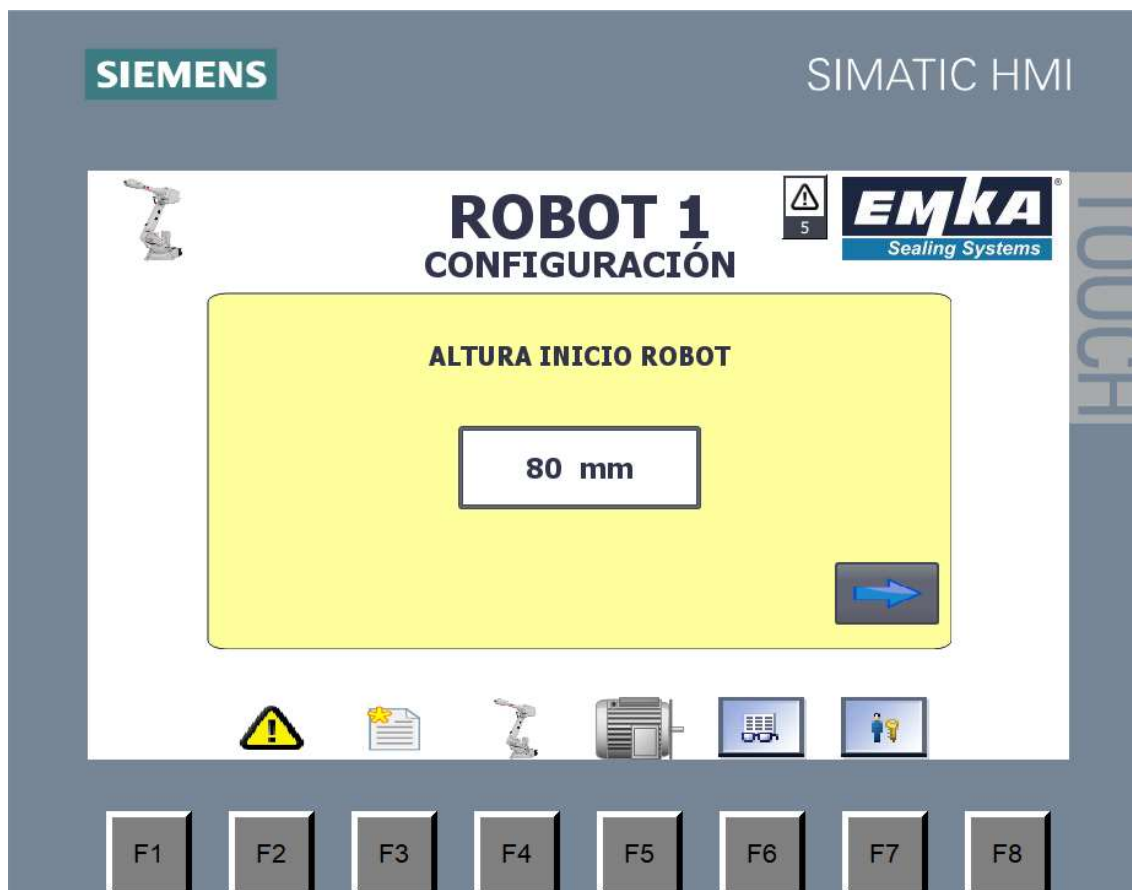 SIEMENS
SIMATIC HMI
TOUCH
ROBOT 1
CONFIGURACIÓN
5
EMKA®
Sealing Systems
ALTURA INICIO ROBOT
80 mm
F1 F2 F3 F4 F5 F6 F7 F8